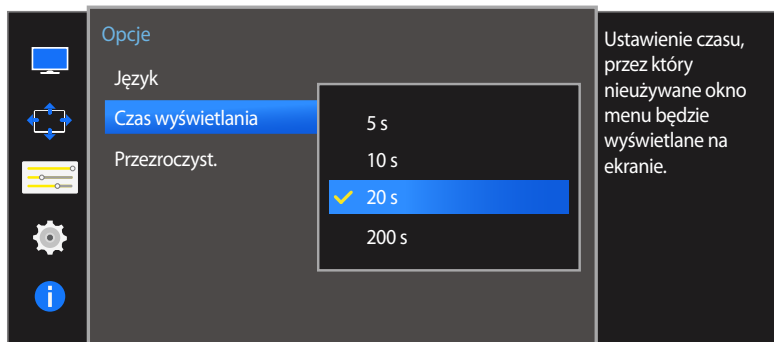 Opcje
Język
Czas wyświetlania
Przezroczyst.
5 s
10 s
20 s
200 s
Ustawienie czasu,
przez który
nieużywane okno
menu będzie
wyświetlane na
ekranie.